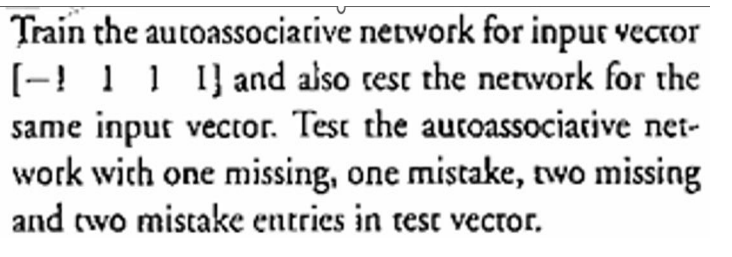 Train the autoassociative network for input vector
[−1 1 1 1] and also test the network for the
same input vector. Test the autoassociative net-
work with one missing, one mistake, two missing
and two mistake entries in test vector.